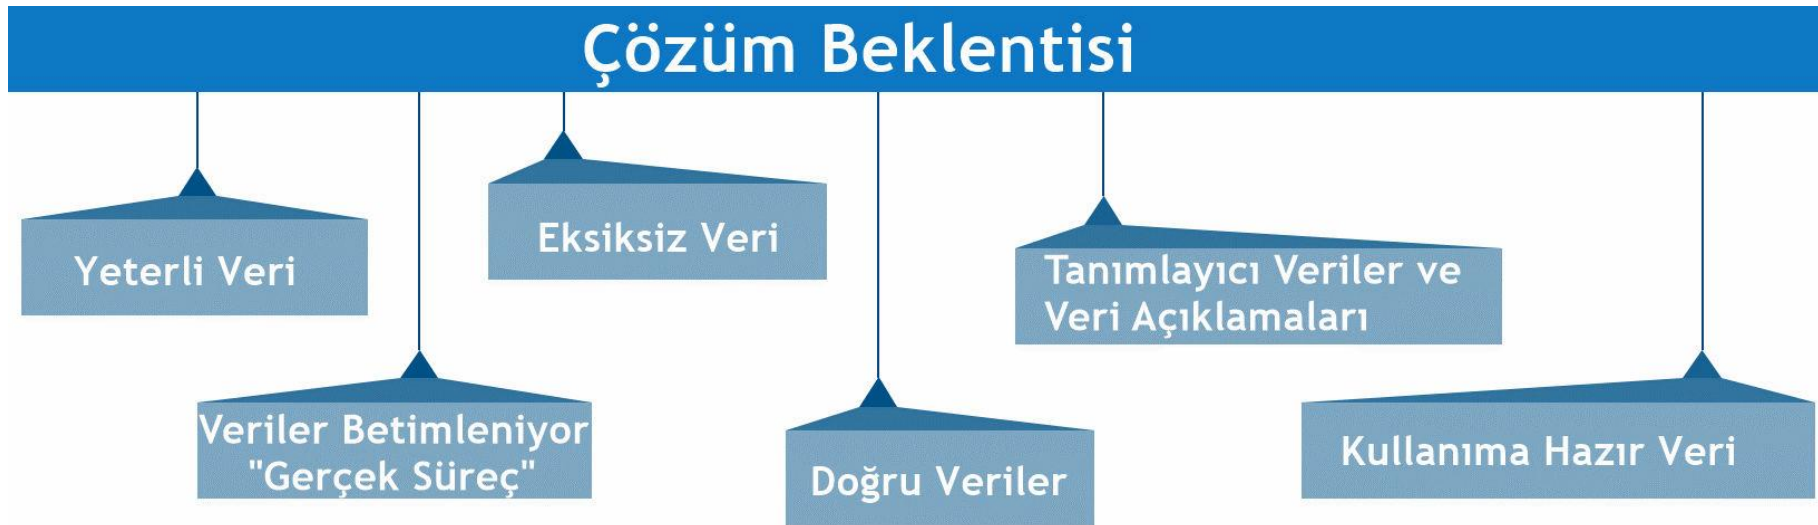 Çözüm Beklentisi
Yeterli Veri
Veriler Betimleniyor
"Gerçek Süreç"
Eksiksiz Veri
Doğru Veriler
Tanımlayıcı Veriler ve
Veri Açıklamaları
Kullanıma Hazır Veri